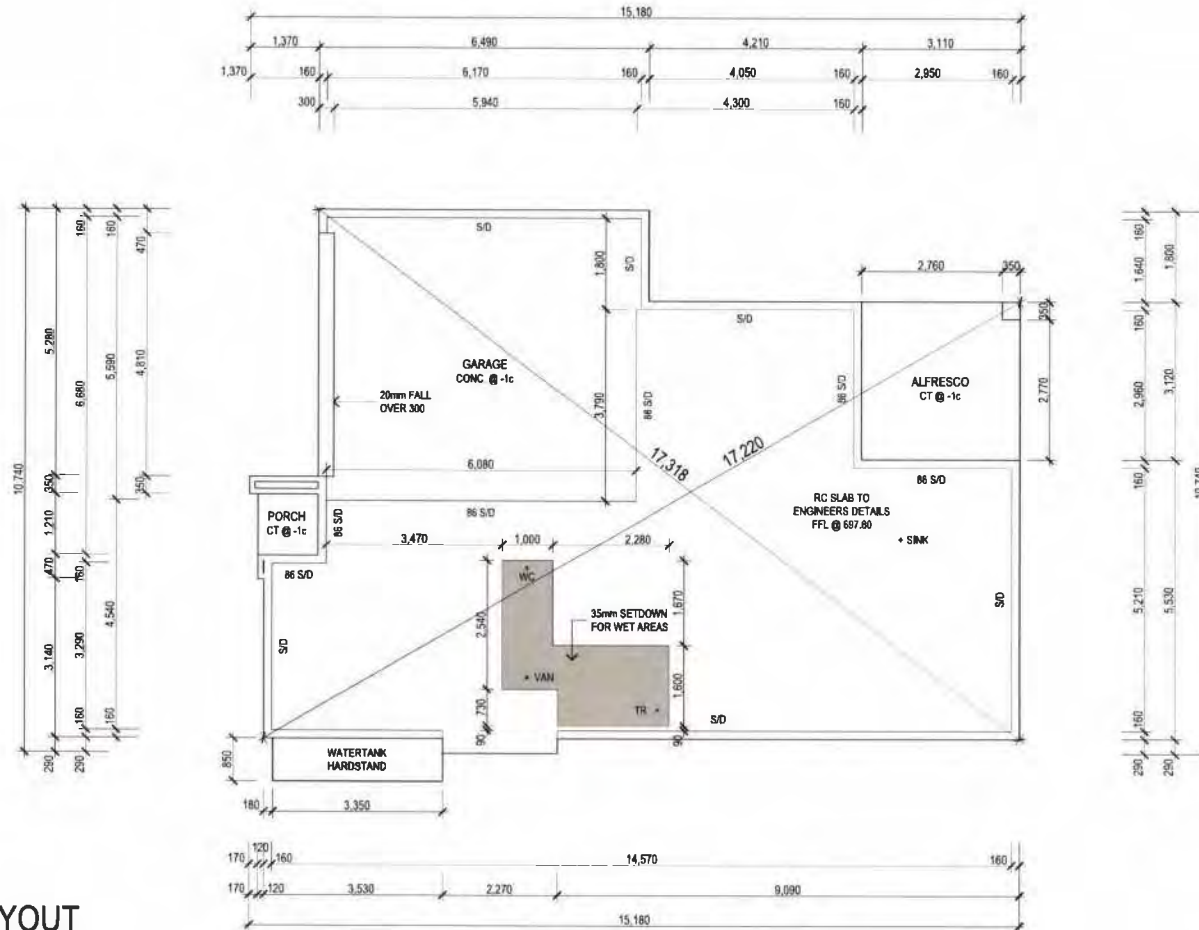 15,180
1,370 6,490 4,210 3,110
1,370 160 6,170 160 4,050 160 2,950 160
300 5,940 4,300 160
10,740
5,280 350 1,210 470 3,140 290
160 6,680 160 3,290 160 290
160 5,590 4,540 160
470 4,810 350
S/D
1,800
S/D
GARAGE
CONC @ -1c
20mm FALL
OVER 300
3,790
86 S/D
6,080
86 S/D
S/D
86 S/D
2,760 350
350
ALFRESCO
CT @ -1c
2,770
86 S/D
17,318
17,220
PORCH
CT @ -1c
86 S/D
86 S/D
S/D
RC SLAB TO
ENGINEERS DETAILS
FFL @ 697.60
SINK
S/D
3,470 1,000 2,280
WC
2,540
35mm SETDOWN
FOR WET AREAS
1,670
VAN
1,600
TR
730
90
90
S/D
160 1,640 160 2,960 160 5,210 160 290
1,800 3,120 5,530 290
10,740
WATERTANK
HARDSTAND
850
180 3,350
170 120 160 14,570 160
170 120 3,530 2,270 9,090
15,180
YOUT